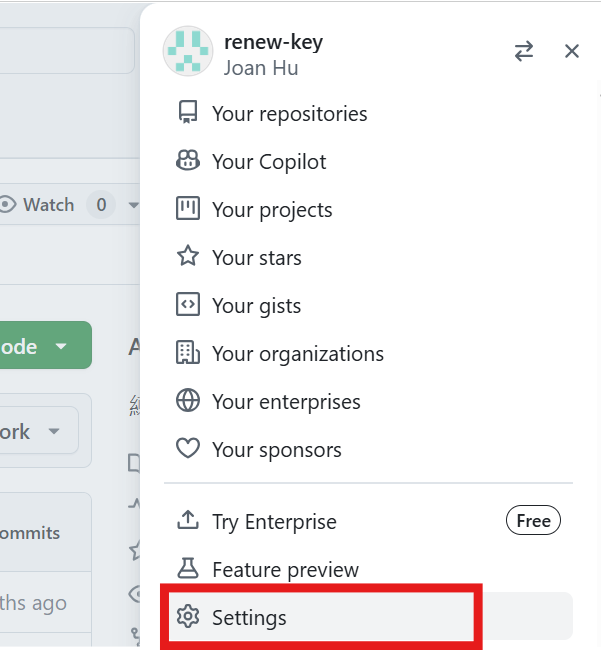 renew-key
Joan Hu
Your repositories
Your Copilot
Watch 0
Your projects
Your stars
Your gists
ode
Your organizations
Your enterprises
ork
Your sponsors
Try Enterprise Free
ommits
Feature preview
ths ago
Settings